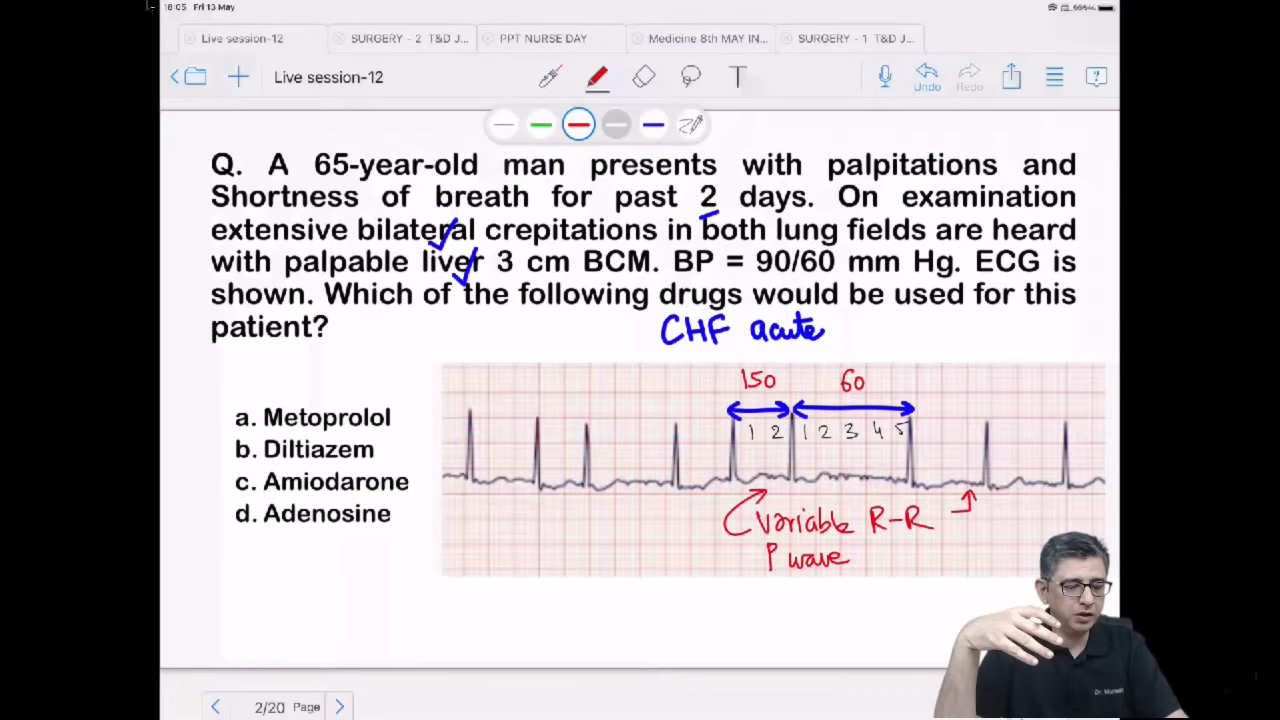 18:05 Fri 13 May
Live session-12
SURGERY - 2 T&D J...
PPT NURSE DAY
Medicine 8th MAY IN...
SURGERY - 1 T&D J...
Live session-12
T
Undo
Redo
Q. A 65-year-old man presents with palpitations and
Shortness of breath for past 2 days. On examination
extensive bilateral crepitations in both lung fields are heard
with palpable liver 3 cm BCM. BP = 90/60 mm Hg. ECG is
shown. Which of the following drugs would be used for this
patient?
CHF acute
a. Metoprolol
b. Diltiazem
c. Amiodarone
d. Adenosine
150 60
1 2 1 2 3 4 5
Variable R-R
P wave
2/20 Page